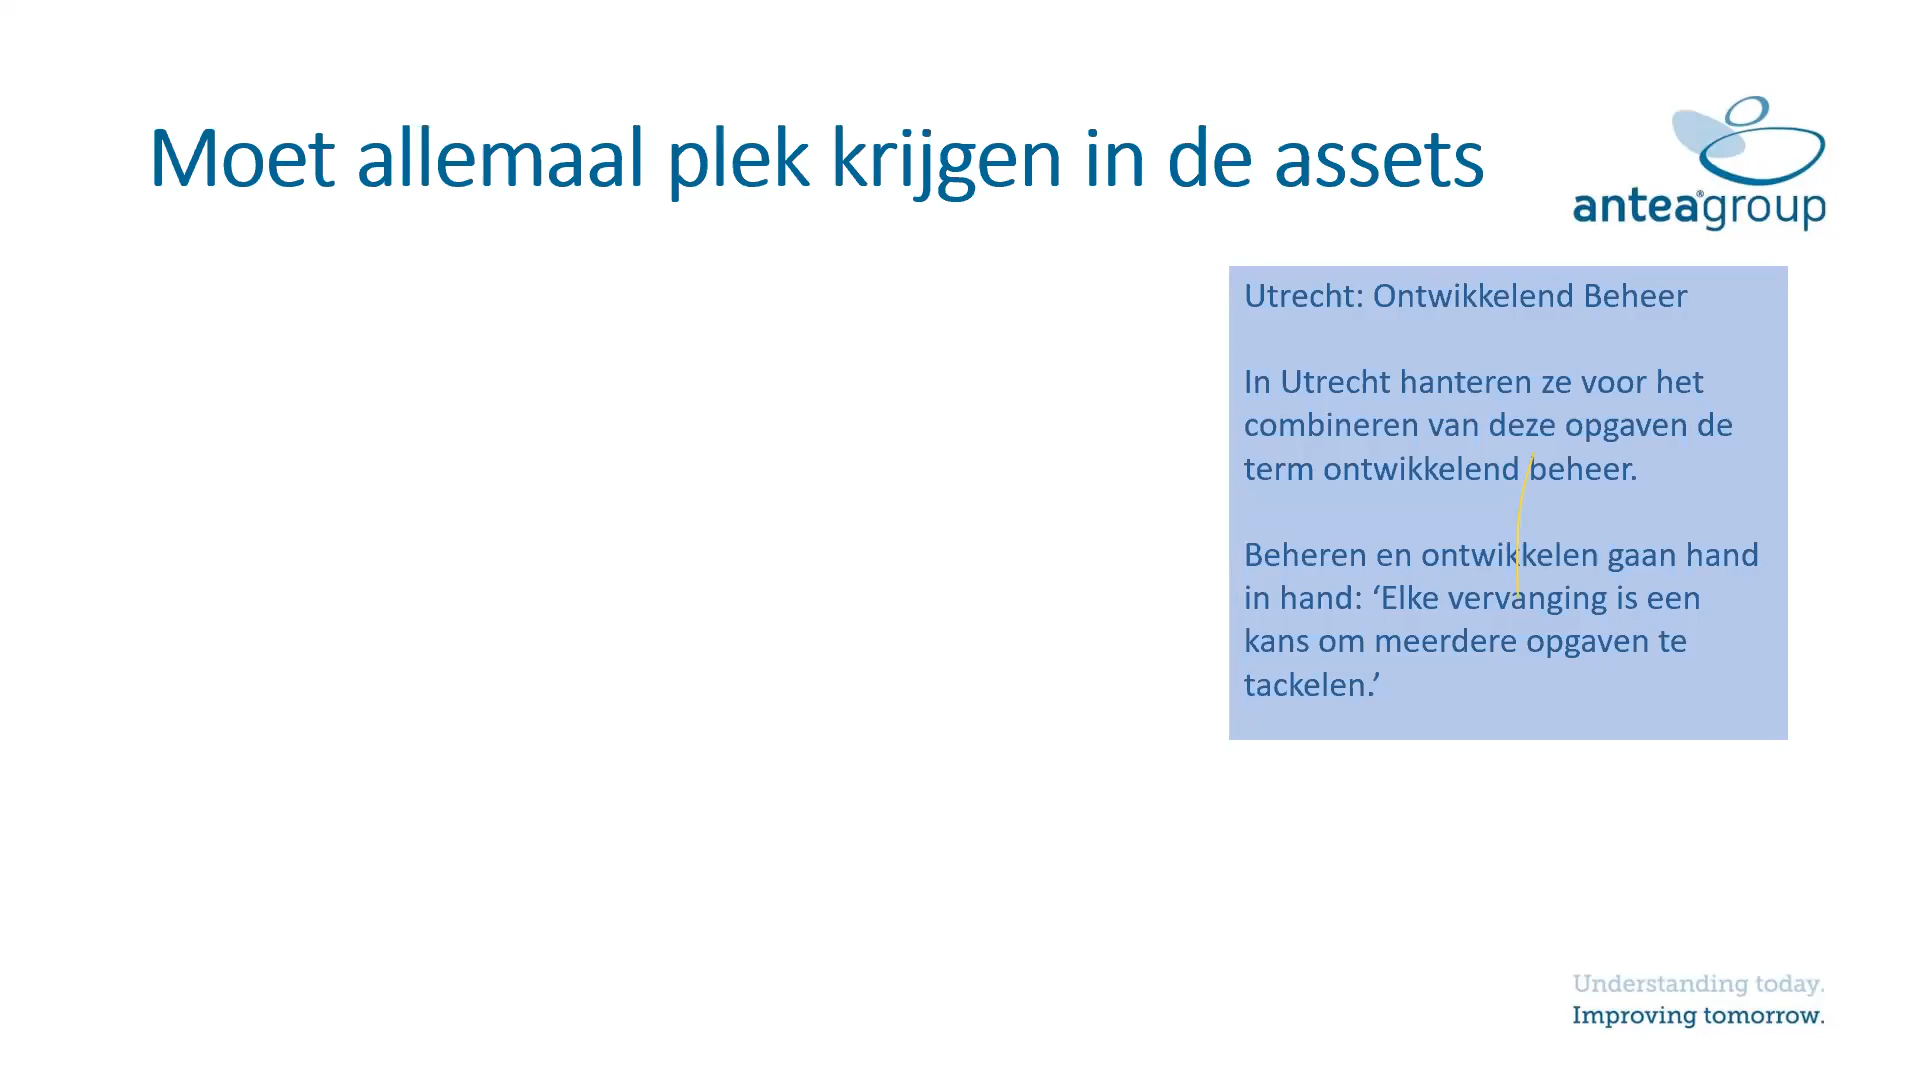 Moet allemaal plek krijgen in de assets
anteagroup
Utrecht: Ontwikkelend Beheer
In Utrecht hanteren ze voor het
combineren van deze opgaven de
term ontwikkelend beheer.
Beheren en ontwikkelen gaan hand
in hand: ‘Elke vervanging is een
kans om meerdere opgaven te
tackelen.’
Understanding today.
Improving tomorrow.